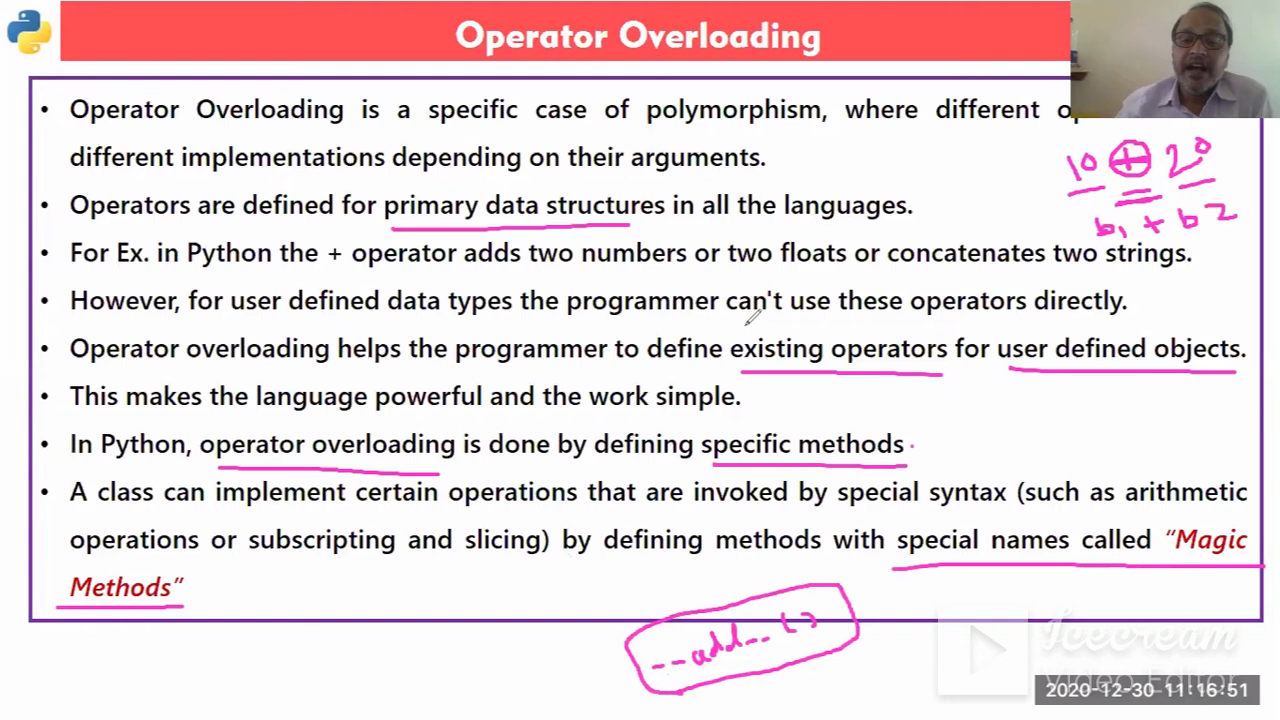 Operator Overloading
• Operator Overloading is a specific case of polymorphism, where different
different implementations depending on their arguments.
• Operators are defined for primary data structures in all the languages.
• For Ex. in Python the + operator adds two numbers or two floats or concatenates two strings.
• However, for user defined data types the programmer can't use these operators directly.
• Operator overloading helps the programmer to define existing operators for user defined objects.
• This makes the language powerful and the work simple.
• In Python, operator overloading is done by defining specific methods
• A class can implement certain operations that are invoked by special syntax (such as arithmetic
operations or subscripting and slicing) by defining methods with special names called “Magic
Methods”
10 + 20
b1 + b2
__add__()
Icecream
Video Editor
2020-12-30 11:16:51